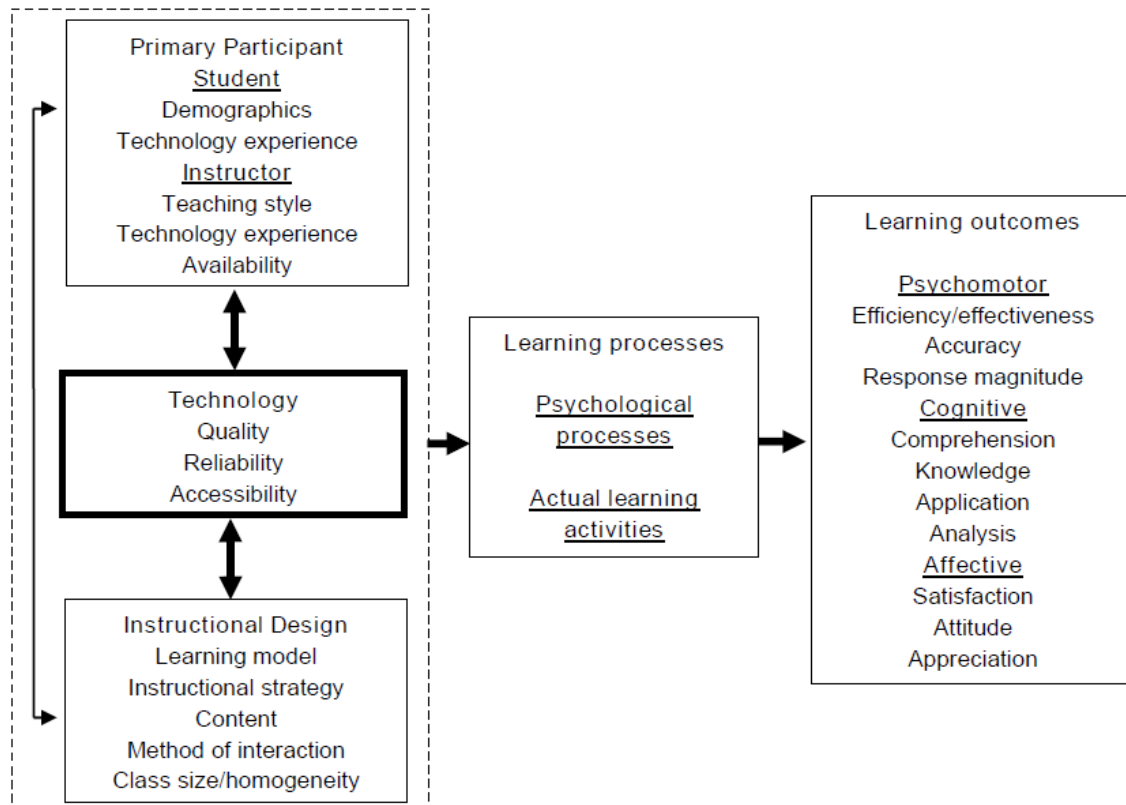 Primary Participant
Student
Demographics
Technology experience
Instructor
Teaching style
Technology experience
Availability
Technology
Quality
Reliability
Accessibility
Instructional Design
Learning model
Instructional strategy
Content
Method of interaction
Class size/homogeneity
Learning processes
Psychological
processes
Actual learning
activities
Learning outcomes
Psychomotor
Efficiency/effectiveness
Accuracy
Response magnitude
Cognitive
Comprehension
Knowledge
Application
Analysis
Affective
Satisfaction
Attitude
Appreciation